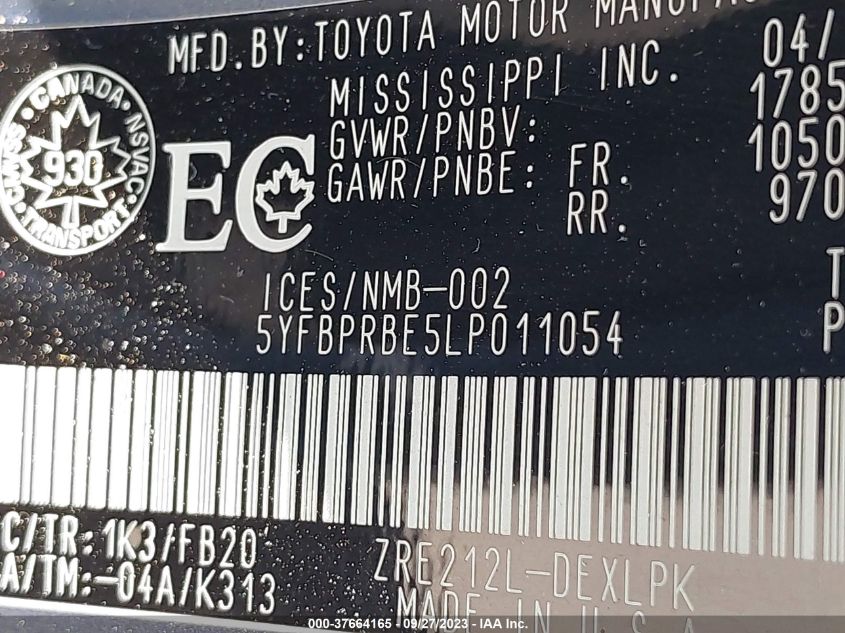 MFD.BY:TOYOTA MOTOR
MISSISSIPPI INC. 04/
GVWR/PNBV: 1785
GAWR/PNBE: FR. 1050
RR. 970
CANADA NSVAC
930
TRANSPORT
EC
ICES/NMB-002
5YFBPRBE5LP011054
T
P
C/TR:1K3/FB20
A/TM:-04A/K313
ZRE212L-DEXLPK
MADE IN U.S.A
000-37664165 - 09/27/2023 - IAA Inc.